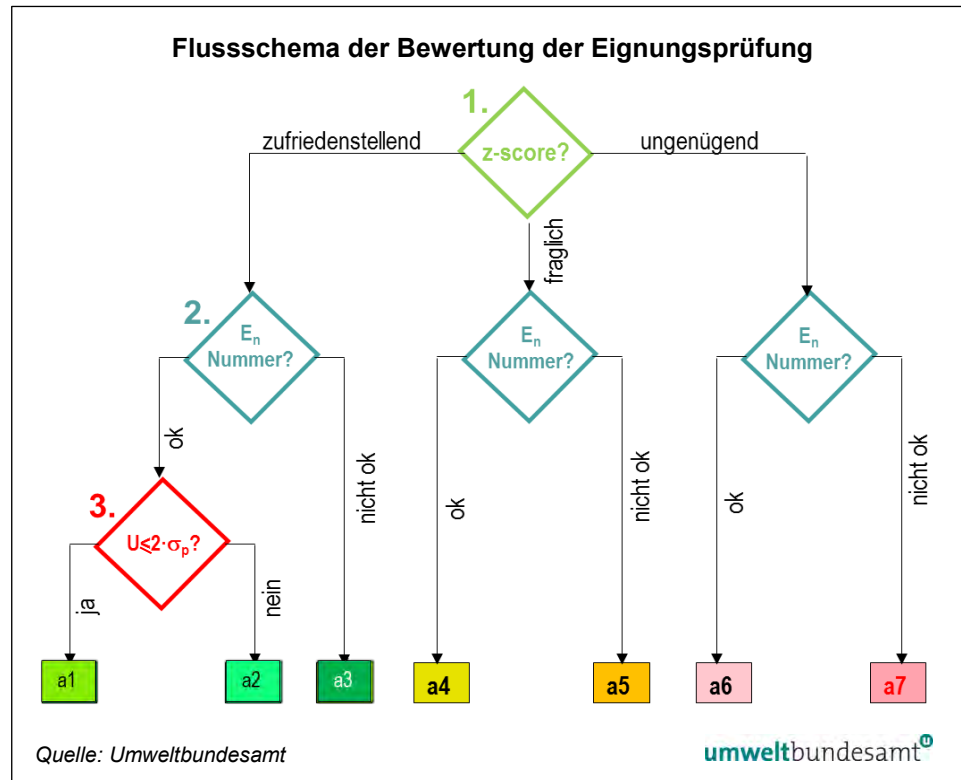 Flussschema der Bewertung der Eignungsprüfung
1.
zufriedenstellend
z-score?
ungenügend
fraglich
2.
En
Nummer?
En
Nummer?
En
Nummer?
ok
nicht ok
ok
nicht ok
ok
nicht ok
3.
U≤2·σp?
ja
nein
a1
a2
a3
a4
a5
a6
a7
Quelle: Umweltbundesamt
umweltbundesamt u